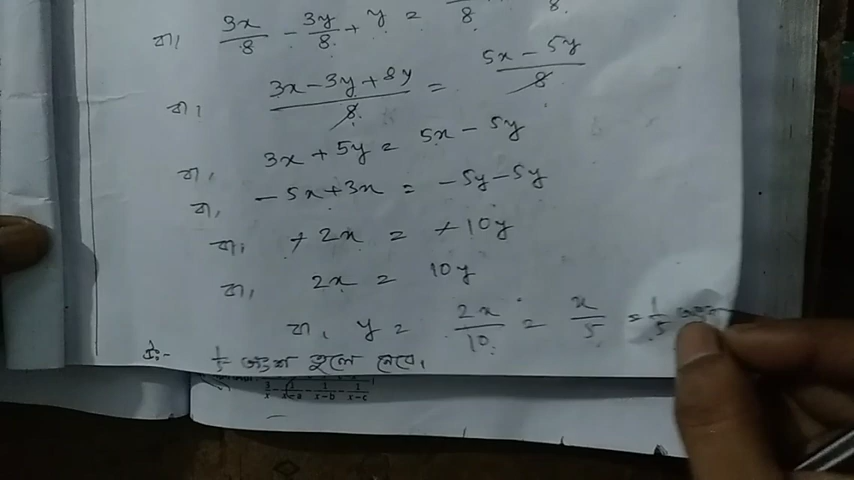 বা, 3x/8 - 3y/8 + y = /8 8.
বা, (3x - 3y + 8y)/8 = (5x - 5y)/8
বা, 3x + 5y = 5x - 5y
বা, - 5x + 3x = - 5y - 5y
বা, + 2x = + 10y
বা, 2x = 10y
বা, y = 2x/10 = x/5 = 1/5 অংশ
উ:- 1/5 অংশ তুলে নেবে।